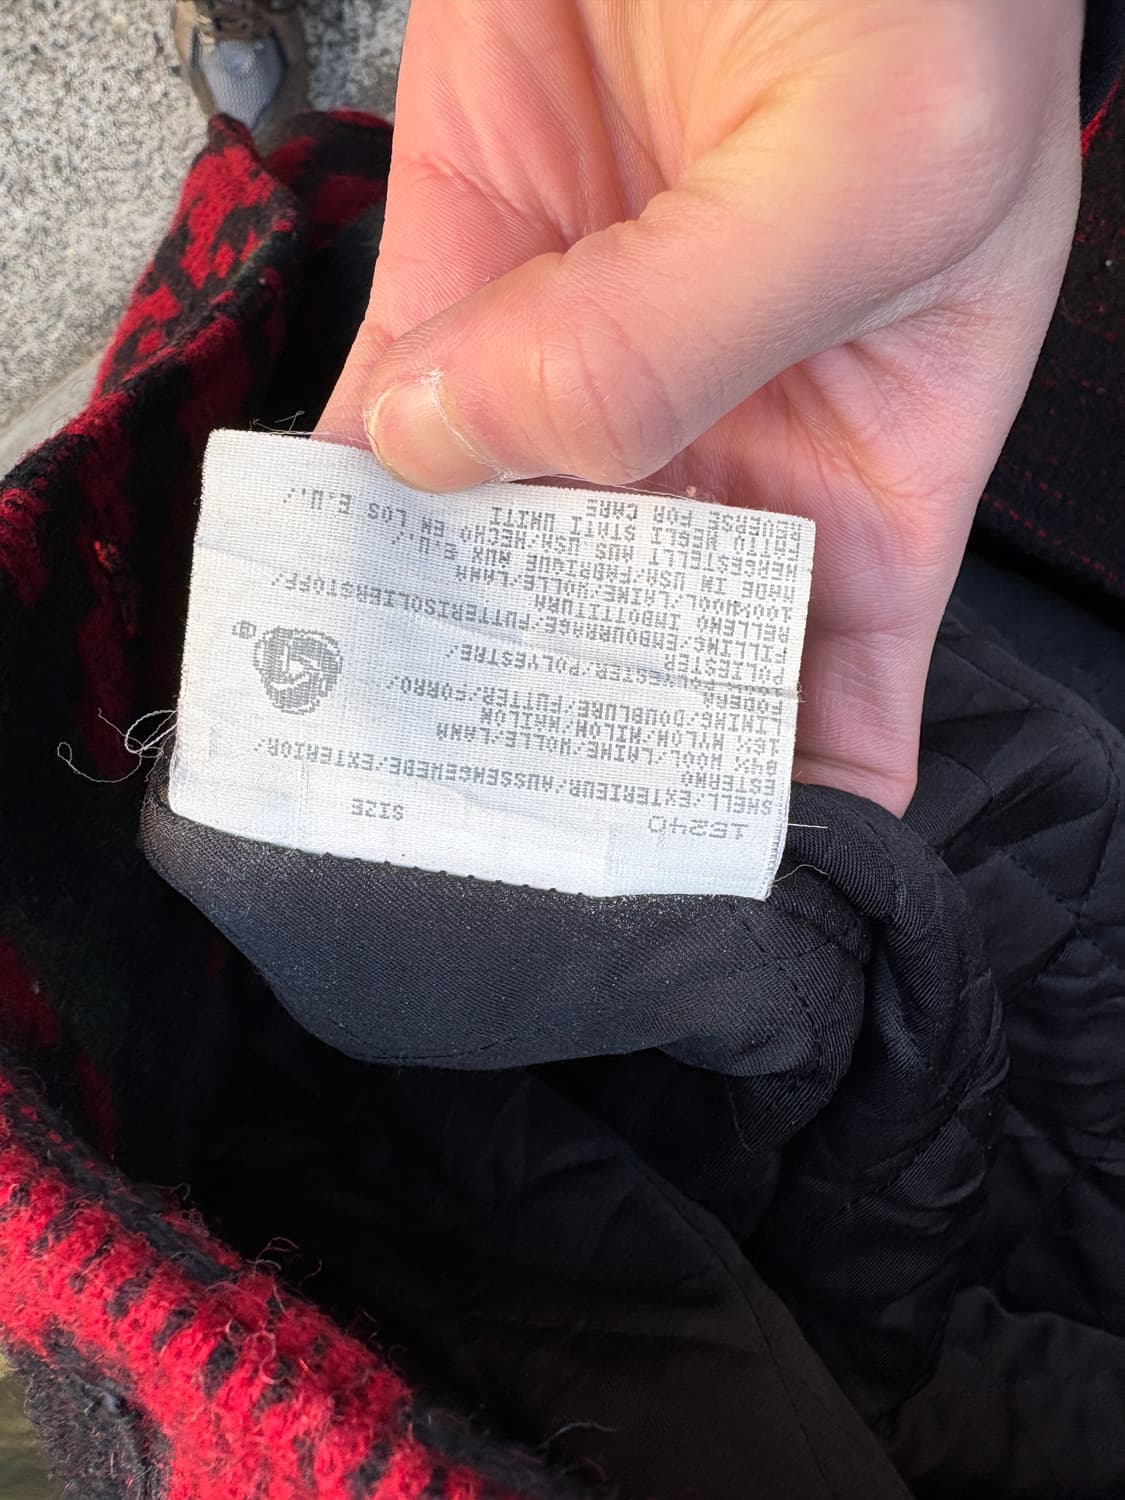 SIZE
SHELL/EXTERIEUR/AUSSENGEWEBE/EXTERIOR/
ESTERNO
84% WOOL/LAINE/WOLLE/LANA
16% NYLON/NILON/NAILON
LINING/DOUBLURE/FUTTER/FORRO/
FODERA
POLYESTER/POLYESTRE/
POLIESTER
FILLING/EMBOURRAGE/FUTTERISOLIERSTOFF/
RELLENO IMBOTTITURA
100%WOOL/LAINE/WOLLE/LANA
MADE IN USA/FABRIQUE AUX E.U./
HERGESTELLT AUS USA/HECHO EN LOS E.U./
FATTO NEGLI STATI UNITI
REVERSE FOR CARE